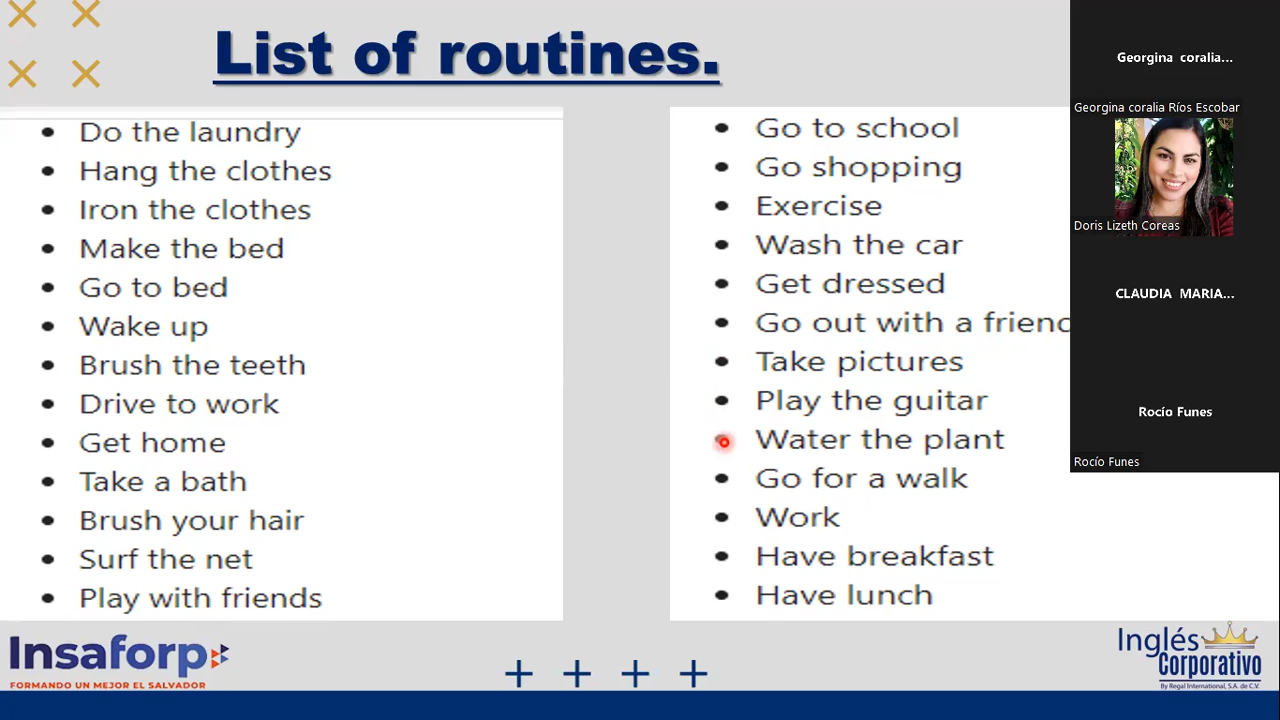 List of routines.
Do the laundry
Hang the clothes
Iron the clothes
Make the bed
Go to bed
Wake up
Brush the teeth
Drive to work
Get home
Take a bath
Brush your hair
Surf the net
Play with friends
Go to school
Go shopping
Exercise
Wash the car
Get dressed
Go out with a friend
Take pictures
Play the guitar
Water the plant
Go for a walk
Work
Have breakfast
Have lunch
Georgina coralia...
Georgina coralia Ríos Escobar
Doris Lizeth Coreas
CLAUDIA MARIA...
Rocío Funes
Rocío Funes
Insaforp
FORMANDO UN MEJOR EL SALVADOR
Inglés
Corporativo
By Regal International, S.A. de C.V.